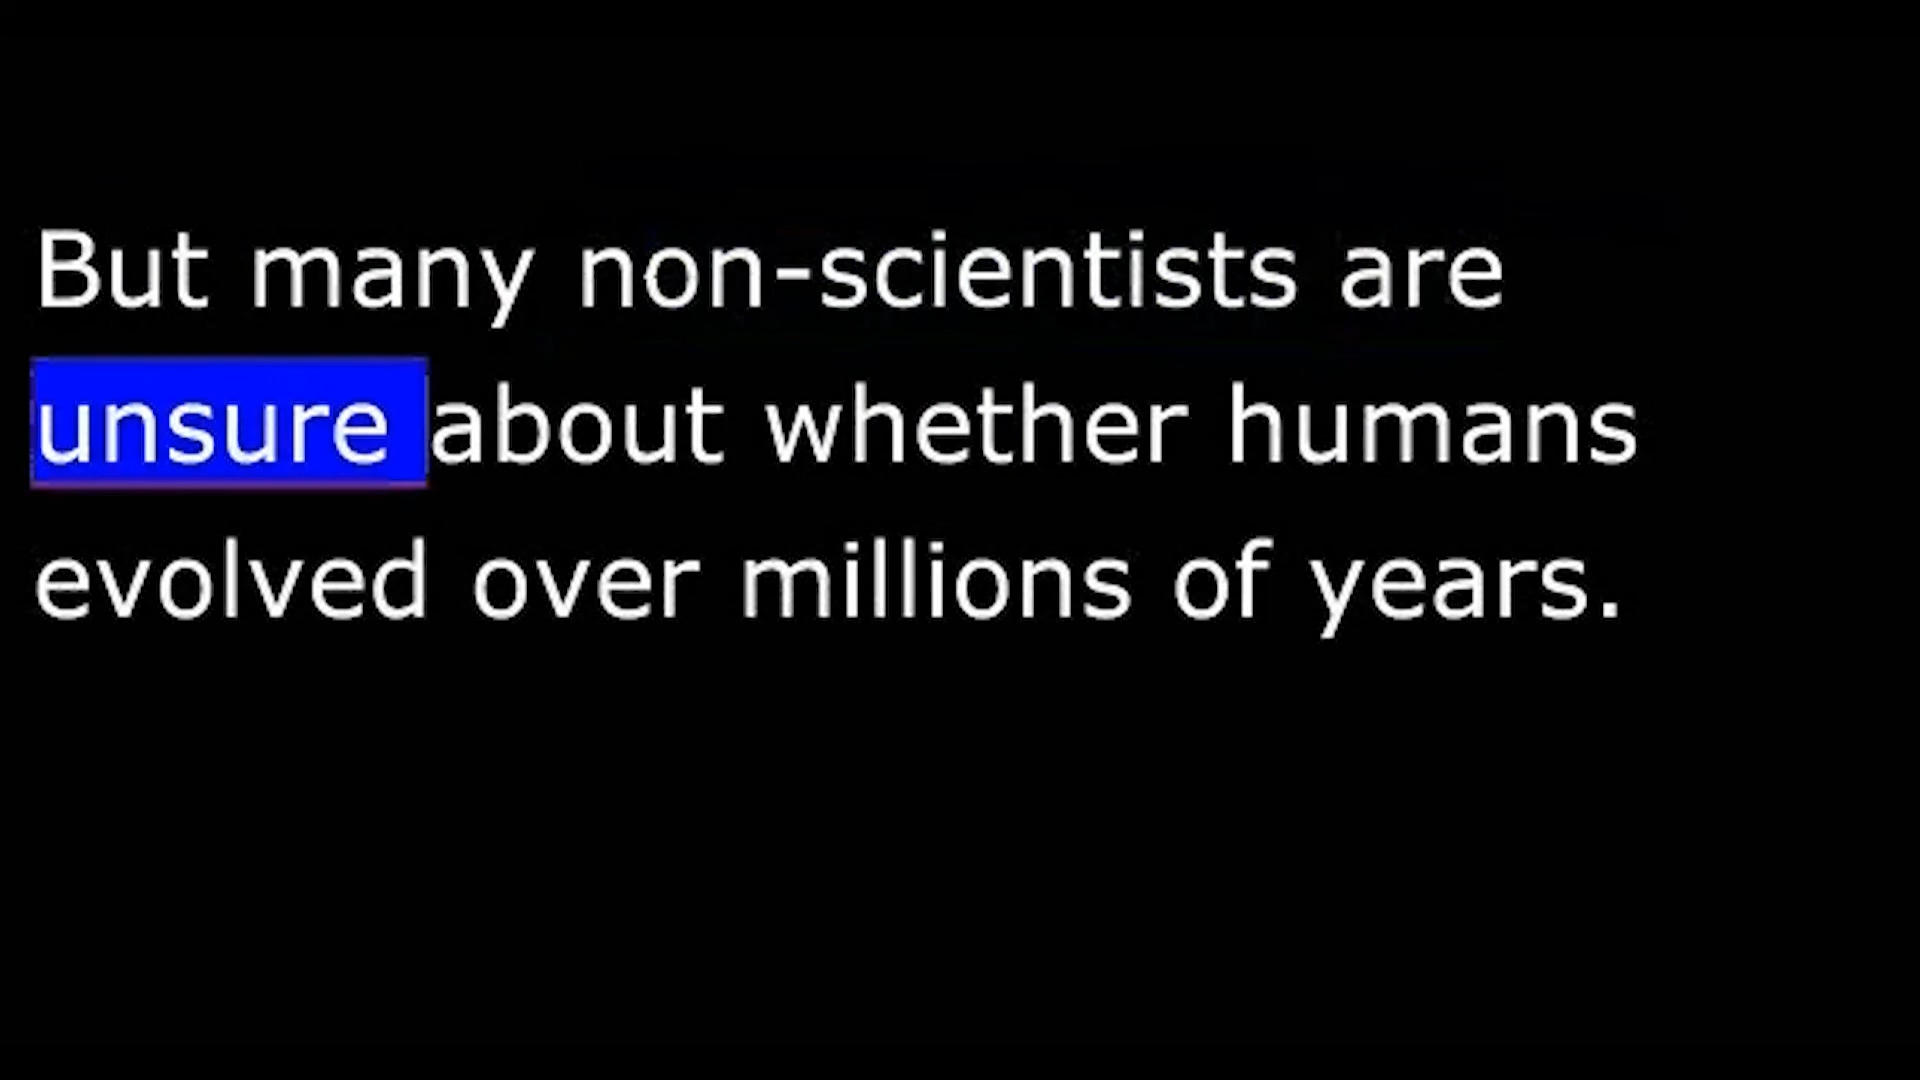 But many non-scientists are
unsure about whether humans
evolved over millions of years.